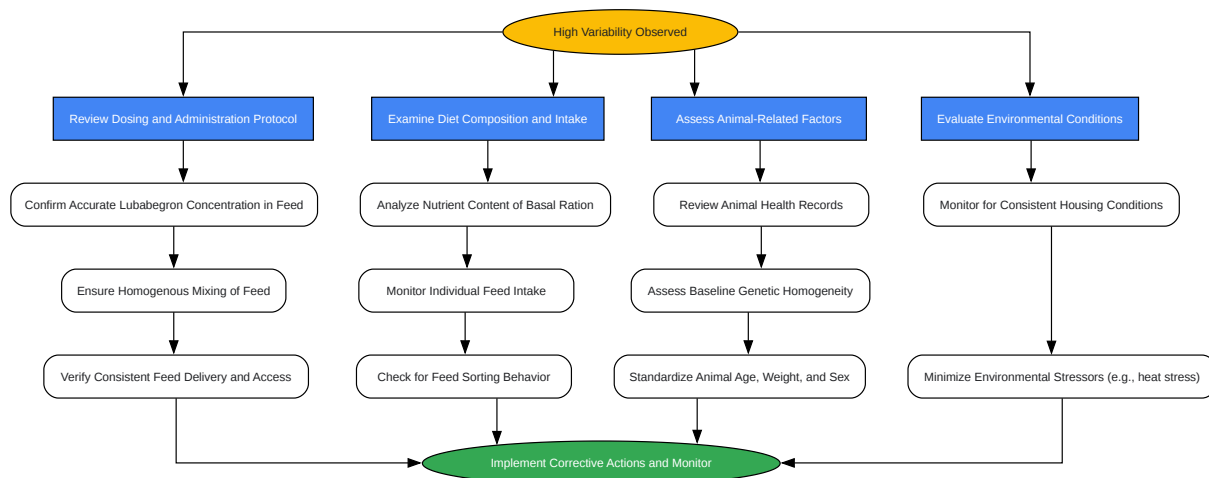 High Variability Observed
Review Dosing and Administration Protocol
Examine Diet Composition and Intake
Assess Animal-Related Factors
Evaluate Environmental Conditions
Confirm Accurate Lubabegron Concentration in Feed
Analyze Nutrient Content of Basal Ration
Review Animal Health Records
Monitor for Consistent Housing Conditions
Ensure Homogenous Mixing of Feed
Monitor Individual Feed Intake
Assess Baseline Genetic Homogeneity
Verify Consistent Feed Delivery and Access
Check for Feed Sorting Behavior
Standardize Animal Age, Weight, and Sex
Minimize Environmental Stressors (e.g., heat stress)
Implement Corrective Actions and Monitor